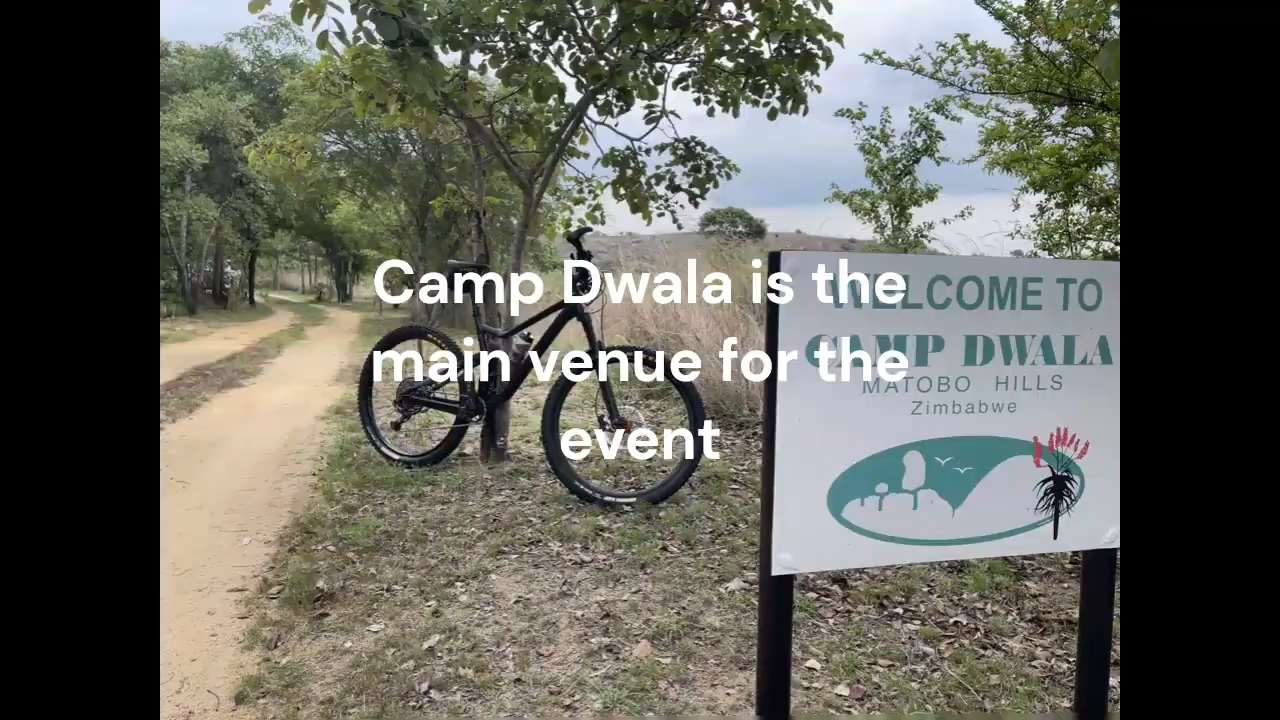 Camp Dwala is the
main venue for the
event
WELCOME TO
CAMP DWALA
MATOBO HILLS
Zimbabwe